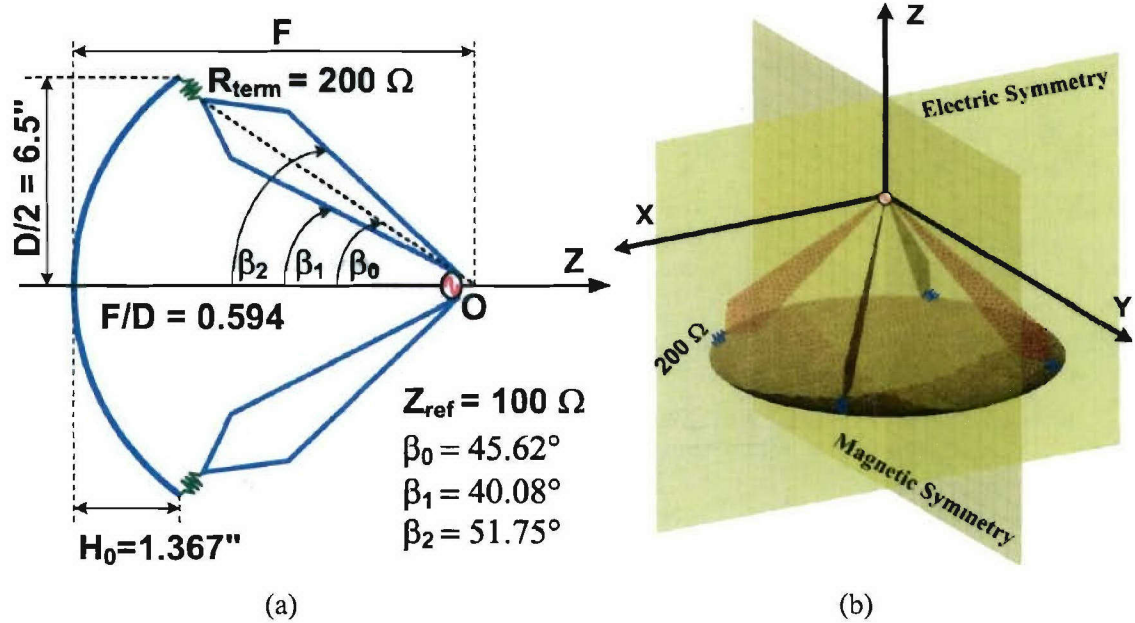 F
R_term = 200 Ω
D/2 = 6.5"
β₂
β₁
β₀
Z
O
F/D = 0.594
Z_ref = 100 Ω
β₀ = 45.62°
β₁ = 40.08°
β₂ = 51.75°
H₀=1.367"
(a)
Z
Electric Symmetry
X
Y
200 Ω
Magnetic Symmetry
(b)